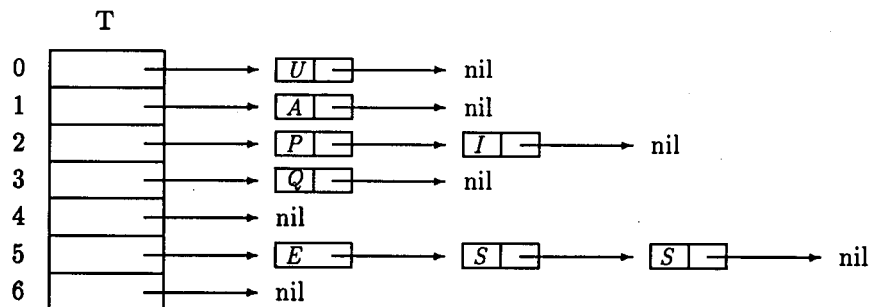 T
0 U nil
1 A nil
2 P I nil
3 Q nil
4 nil
5 E S S nil
6 nil